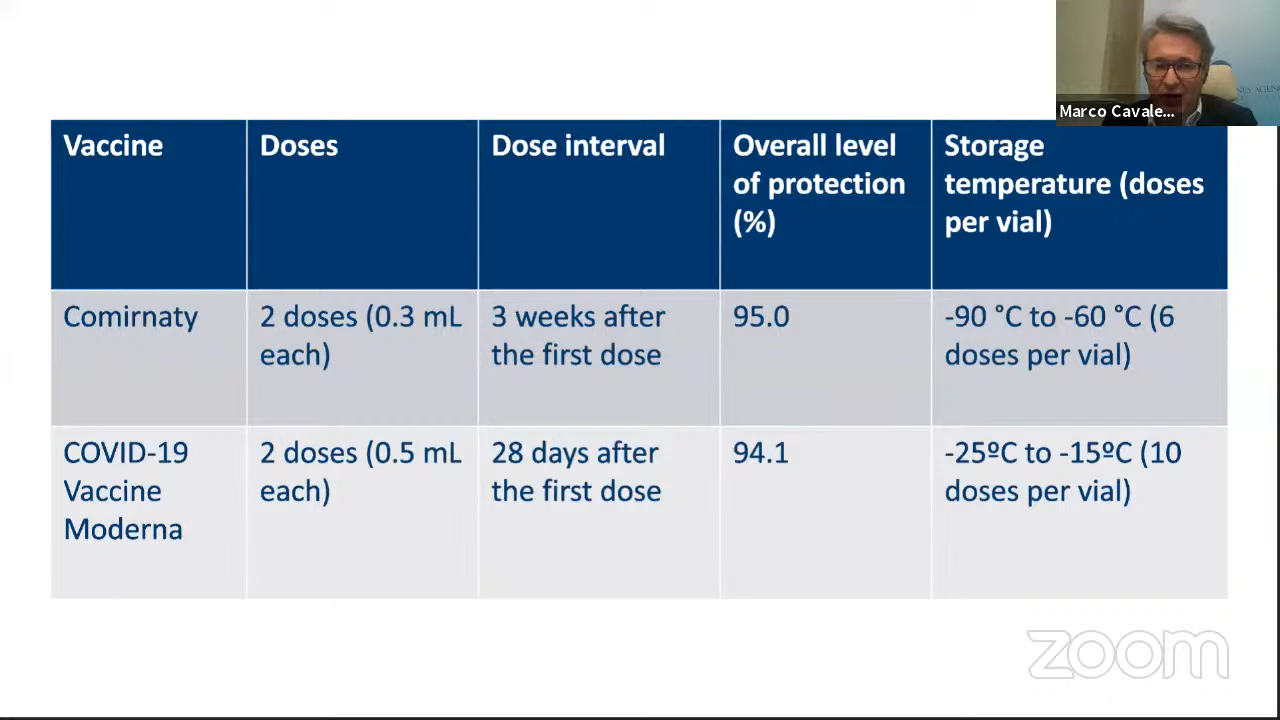 Marco Cavale...
Vaccine
Doses
Dose interval
Overall level
of protection
(%)
Storage
temperature (doses
per vial)
Comirnaty
2 doses (0.3 mL
each)
3 weeks after
the first dose
95.0
-90 °C to -60 °C (6
doses per vial)
COVID-19
Vaccine
Moderna
2 doses (0.5 mL
each)
28 days after
the first dose
94.1
-25ºC to -15ºC (10
doses per vial)
zoom